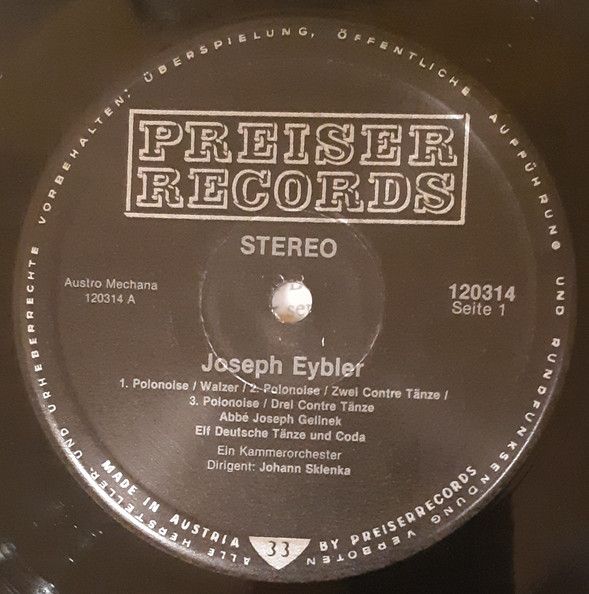 ALLE HERSTELLER- UND URHEBERRECHTE VORBEHALTEN; ÜBERSPIELUNG, ÖFFENTLICHE AUFFÜHRUNG UND RUNDFUNKSENDUNG VERBOTEN
PREISER
RECORDS
STEREO
Austro Mechana
120314 A
120314
Seite 1
Joseph Eybler
1. Polonoise / Walzer / 2. Polonoise / Zwei Contre Tänze /
3. Polonoise / Drei Contre Tänze
Abbé Joseph Gelinek
Elf Deutsche Tänze und Coda
Ein Kammerorchester
Dirigent: Johann Sklenka
MADE IN AUSTRIA
33
BY PREISERRECORDS